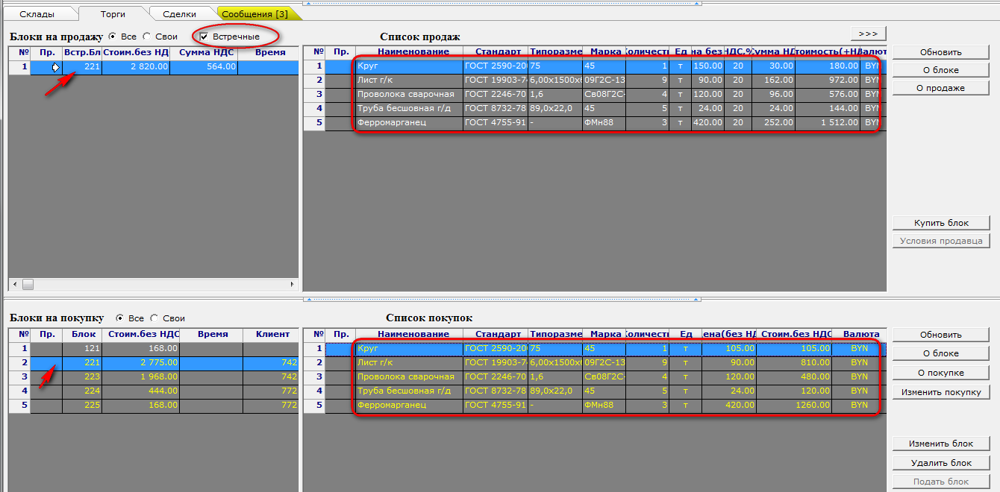 Склады Торги Сделки Сообщения [3]
Блоки на продажу Все Свои Встречные
№ Пр. Встр.Бл Стоим.без НД Сумма НДС Время
1 221 2 820.00 564.00
Список продаж >>>
№ Пр. Наименование Стандарт Типоразме Марка Количеств Ед на без НДС.% Сумма НД тоимость(+Н Валют
1 Круг ГОСТ 2590-20 75 45 1 т 150.00 20 30.00 180.00 BYN
2 Лист г/к ГОСТ 19903-74 6,00х1500х6 09Г2С-13 9 т 90.00 20 162.00 972.00 BYN
3 Проволока сварочная ГОСТ 2246-70 1,6 Св08Г2С- 4 т 120.00 20 96.00 576.00 BYN
4 Труба бесшовная г/д ГОСТ 8732-78 89,0х22,0 45 5 т 24.00 20 24.00 144.00 BYN
5 Ферромарганец ГОСТ 4755-91 - ФМн88 3 т 420.00 20 252.00 1 512.00 BYN
Обновить
О блоке
О продаже
Купить блок
Условия продавца
Блоки на покупку Все Свои
№ Пр. Блок Стоим.без НДС Время Клиент
1 121 168.00
2 221 2 775.00 742
3 223 1 968.00 742
4 224 444.00 772
5 225 168.00 772
Список покупок
№ Пр. Наименование Стандарт Типоразме Марка Количеств Ед ена(без НД Стоим.без НДС Валюта
1 Круг ГОСТ 2590-20 75 45 1 т 105.00 105.00 BYN
2 Лист г/к ГОСТ 19903-74 6,00х1500х6 09Г2С-13 9 т 90.00 810.00 BYN
3 Проволока сварочная ГОСТ 2246-70 1,6 Св08Г2С- 4 т 120.00 480.00 BYN
4 Труба бесшовная г/д ГОСТ 8732-78 89,0х22,0 45 5 т 24.00 120.00 BYN
5 Ферромарганец ГОСТ 4755-91 - ФМн88 3 т 420.00 1260.00 BYN
Обновить
О блоке
О покупке
Изменить покупку
Изменить блок
Удалить блок
Подать блок